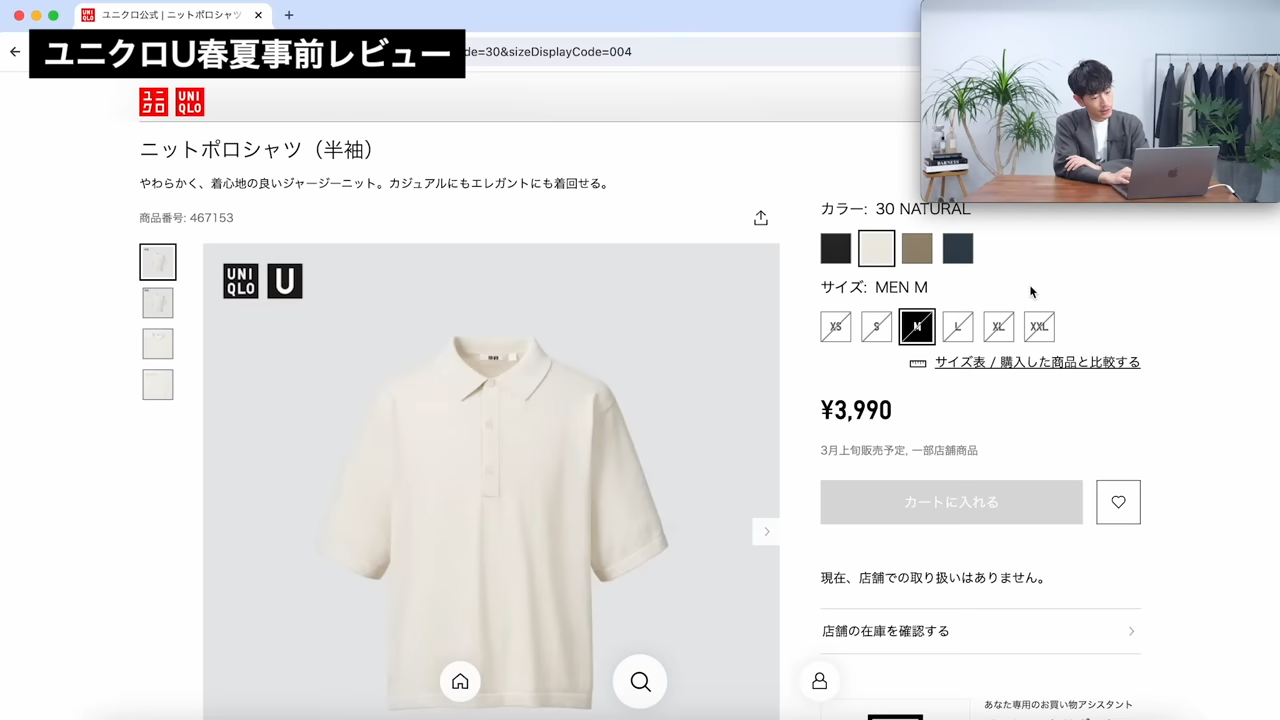 ユニクロ公式 | ニットポロシャツ
ユニクロU春夏事前レビュー
de=30&sizeDisplayCode=004
ユニクロ
UNIQLO
ニットポロシャツ（半袖）
やわらかく、着心地の良いジャージーニット。カジュアルにもエレガントにも着回せる。
商品番号: 467153
UNIQLO U
カラー: 30 NATURAL
サイズ: MEN M
XS S M L XL XXL
サイズ表 / 購入した商品と比較する
¥3,990
3月上旬販売予定, 一部店舗商品
カートに入れる
現在、店舗での取り扱いはありません。
店舗の在庫を確認する
あなた専用のお買い物アシスタント